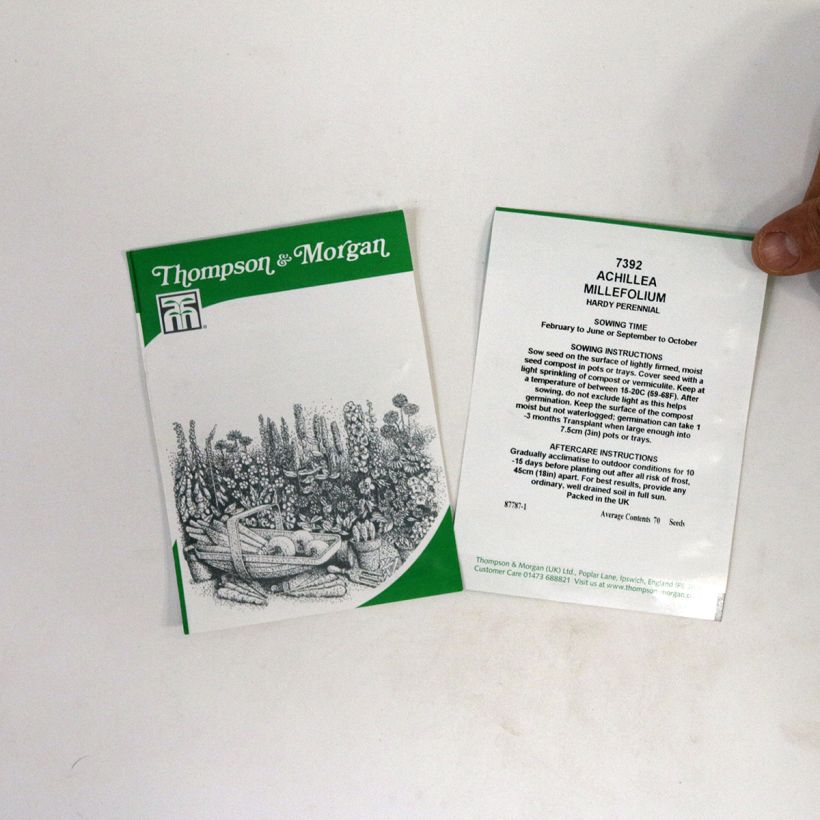 Thompson & Morgan
7392
ACHILLEA
MILLEFOLIUM
HARDY PERENNIAL
SOWING TIME
February to June or September to October
SOWING INSTRUCTIONS
Sow seed on the surface of lightly firmed, moist
seed compost in pots or trays. Cover seed with a
light sprinkling of compost or vermiculite. Keep at
a temperature of between 15-20C (59-68F). After
sowing, do not exclude light as this helps
germination. Keep the surface of the compost
moist but not waterlogged; germination can take 1
-3 months Transplant when large enough into
7.5cm (3in) pots or trays.
AFTERCARE INSTRUCTIONS
Gradually acclimatise to outdoor conditions for 10
-15 days before planting out after all risk of frost,
45cm (18in) apart. For best results, provide any
ordinary, well drained soil in full sun.
Packed in the UK
87787-1 Average Contents 70 Seeds
Thompson & Morgan (UK) Ltd., Poplar Lane, Ipswich, England
Customer Care 01473 688821 Visit us at